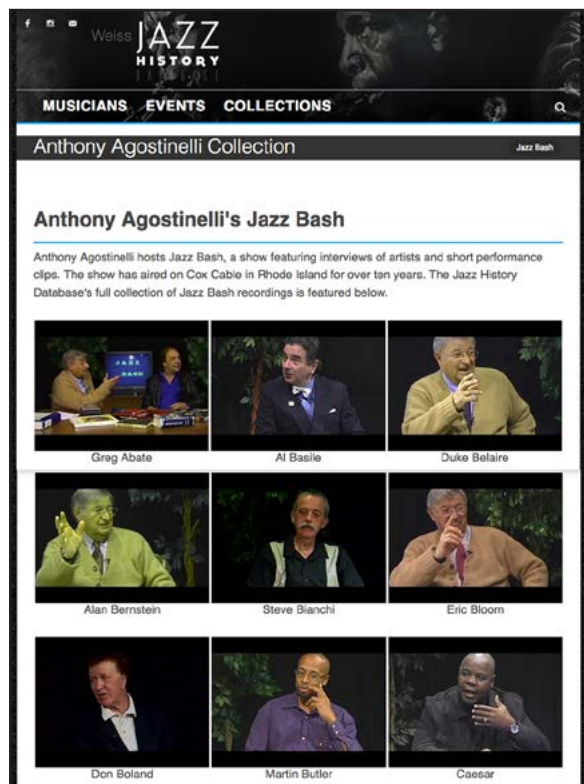 Weiss JAZZ
HISTORY
DATABASE
MUSICIANS EVENTS COLLECTIONS
Anthony Agostinelli Collection Jazz Bash
Anthony Agostinelli's Jazz Bash
Anthony Agostinelli hosts Jazz Bash, a show featuring interviews of artists and short performance
clips. The show has aired on Cox Cable in Rhode Island for over ten years. The Jazz History
Database's full collection of Jazz Bash recordings is featured below.
JAZZ
BASH
Greg Abate Al Basile Duke Belaire
Alan Bernstein Steve Bianchi Eric Bloom
Don Boland Martin Butler Caesar